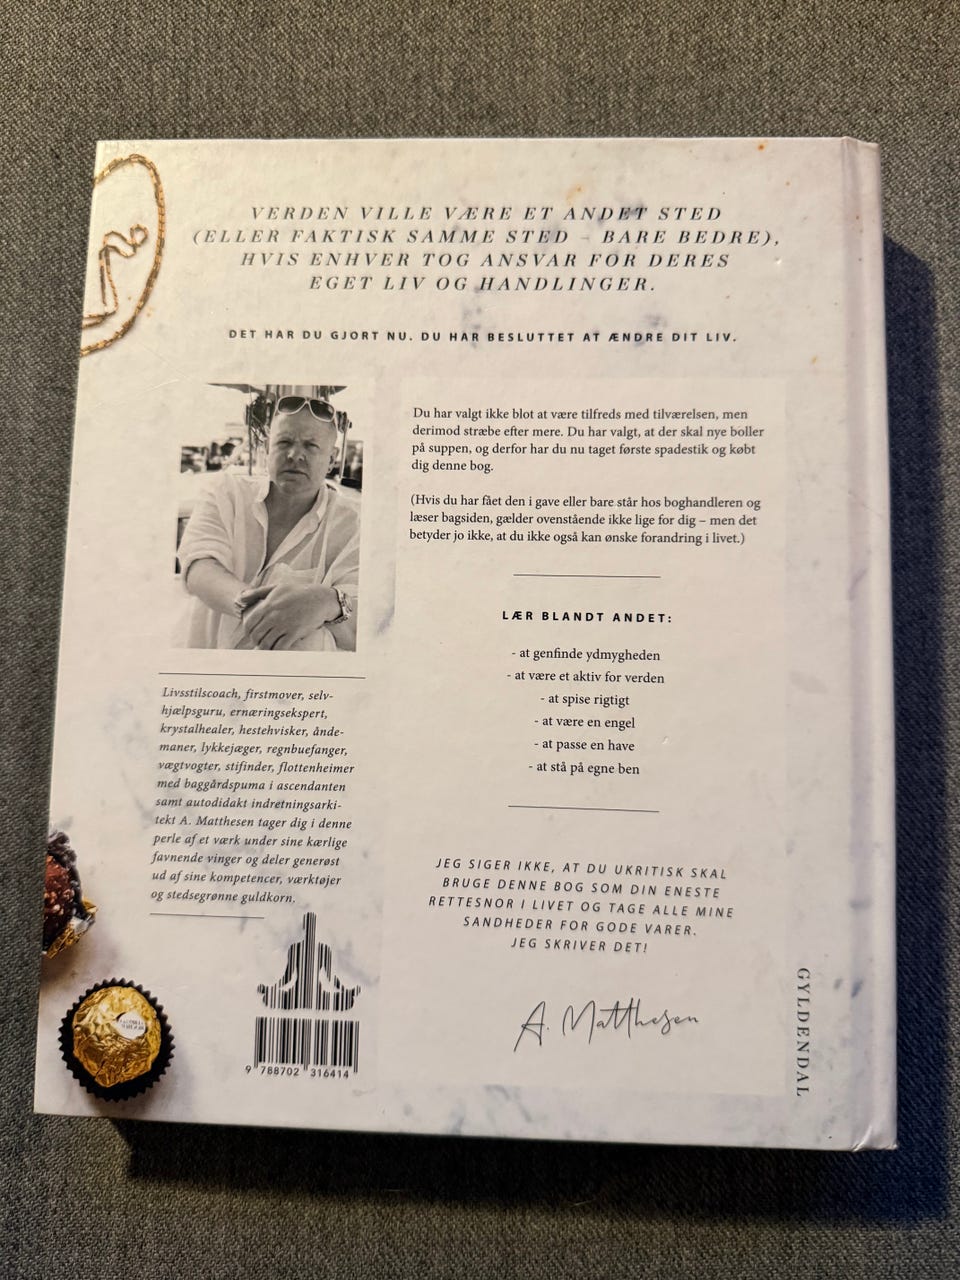 VERDEN VILLE VÆRE ET ANDET STED
(ELLER FAKTISK SAMME STED – BARE BEDRE),
HVIS ENHVER TOG ANSVAR FOR DERES
EGET LIV OG HANDLINGER.
DET HAR DU GJORT NU. DU HAR BESLUTTET AT ÆNDRE DIT LIV.
Du har valgt ikke blot at være tilfreds med tilværelsen, men
derimod stræbe efter mere. Du har valgt, at der skal nye boller
på suppen, og derfor har du nu taget første spadestik og købt
dig denne bog.
(Hvis du har fået den i gave eller bare står hos boghandleren og
læser bagsiden, gælder ovenstående ikke lige for dig – men det
betyder jo ikke, at du ikke også kan ønske forandring i livet.)
LÆR BLANDT ANDET:
- at genfinde ydmygheden
- at være et aktiv for verden
- at spise rigtigt
- at være en engel
- at passe en have
- at stå på egne ben
Livsstilscoach, firstmover, selv-
hjælpsguru, ernæringsekspert,
krystalhealer, hestehvisker, ånde-
maner, lykkejæger, regnbuefanger,
vægtvogter, stifinder, flottenheimer
med baggårdspuma i ascendanten
samt autodidakt indretningsarki-
tekt A. Matthesen tager dig i denne
perle af et værk under sine kærlige
favnende vinger og deler generøst
ud af sine kompetencer, værktøjer
og stedsegrønne guldkorn.
JEG SIGER IKKE, AT DU UKRITISK SKAL
BRUGE DENNE BOG SOM DIN ENESTE
RETTESNOR I LIVET OG TAGE ALLE MINE
SANDHEDER FOR GODE VARER.
JEG SKRIVER DET!
A. Matthesen
9 788702 316414
GYLDENDAL